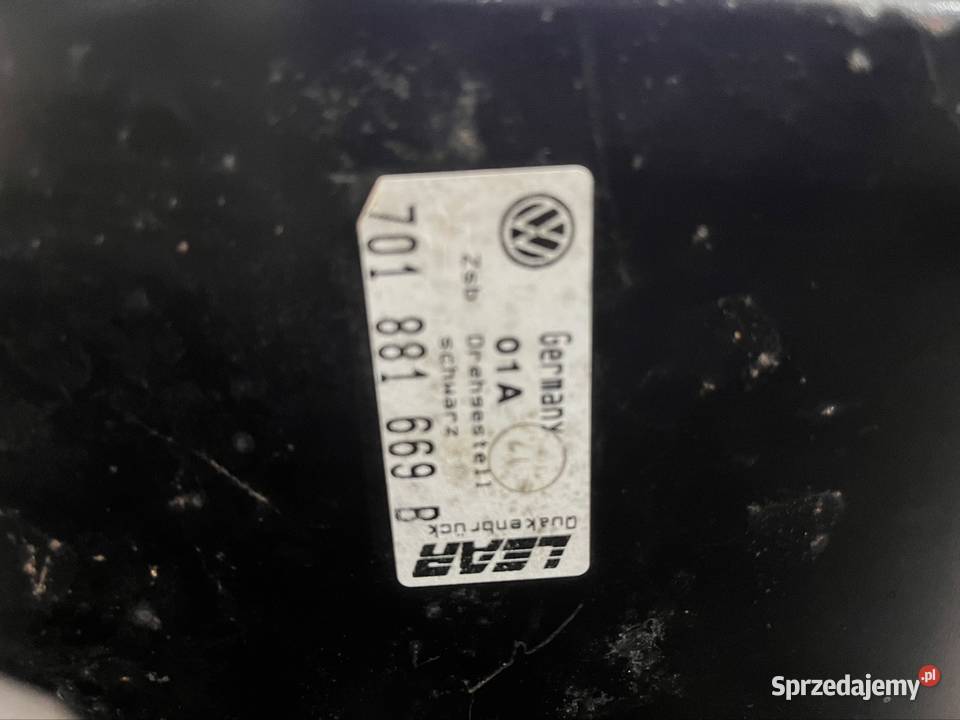 Germany
01A
Zsb Drehgestell
schwarz
701 881 669 B
LEAR
Quakenbrück
Sprzedajemy.pl